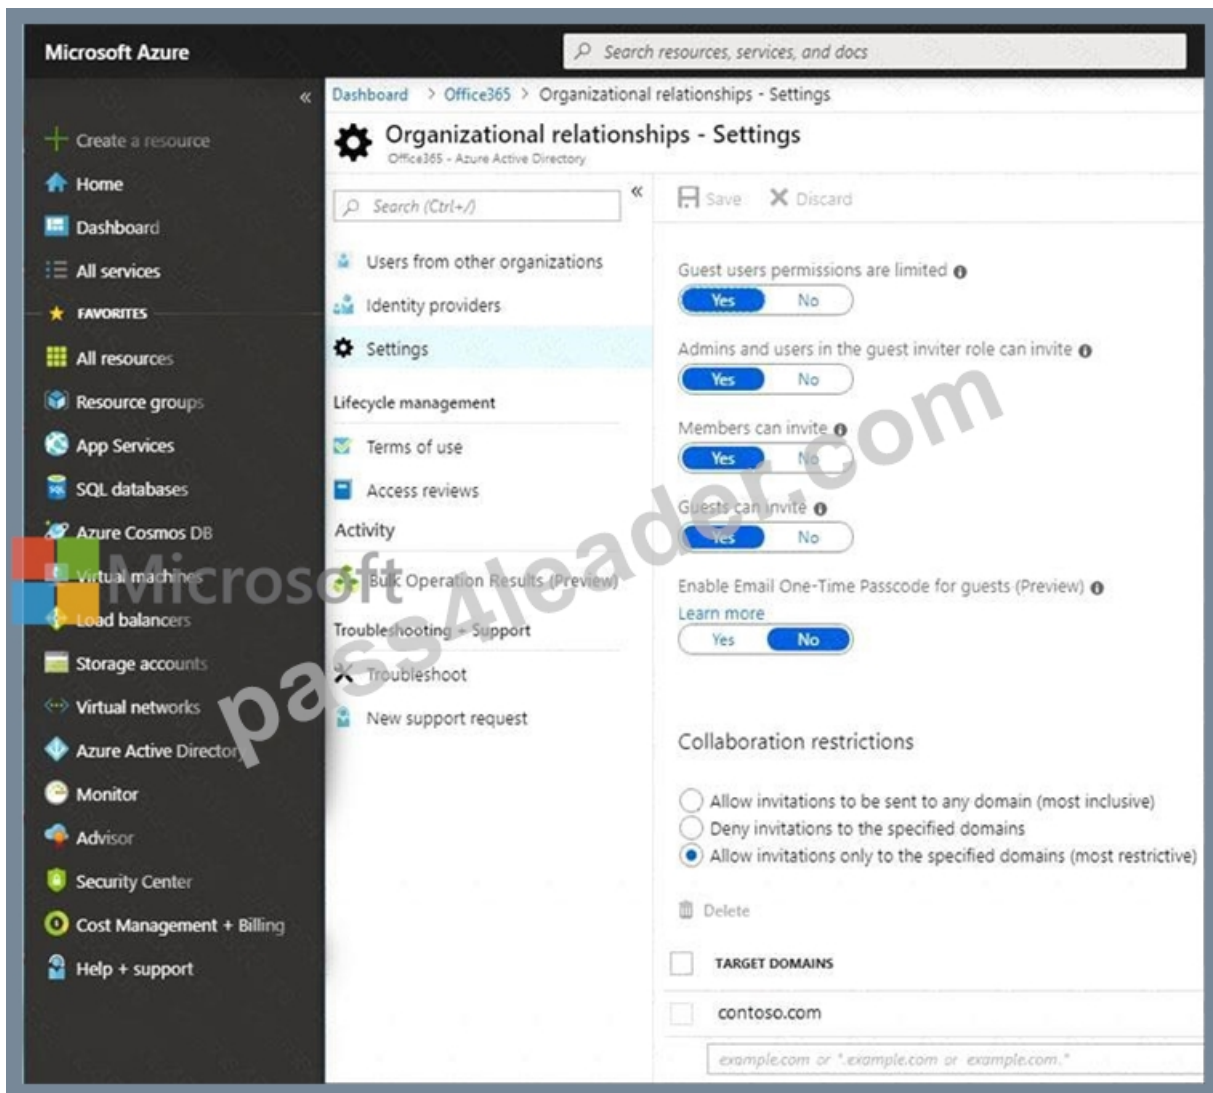 Microsoft Azure
Search resources, services, and docs
Create a resource
Home
Dashboard
All services
FAVORITES
All resources
Resource groups
App Services
SQL databases
Azure Cosmos DB
Virtual machines
Load balancers
Storage accounts
Virtual networks
Azure Active Directory
Monitor
Advisor
Security Center
Cost Management + Billing
Help + support
Dashboard > Office365 > Organizational relationships - Settings
Organizational relationships - Settings
Office365 - Azure Active Directory
Search (Ctrl+/)
Users from other organizations
Identity providers
Settings
Lifecycle management
Terms of use
Access reviews
Activity
Bulk Operation Results (Preview)
Troubleshooting + Support
Troubleshoot
New support request
Save Discard
Guest users permissions are limited
Yes No
Admins and users in the guest inviter role can invite
Yes No
Members can invite
Yes No
Guests can invite
Yes No
Enable Email One-Time Passcode for guests (Preview)
Learn more
Yes No
Collaboration restrictions
Allow invitations to be sent to any domain (most inclusive)
Deny invitations to the specified domains
Allow invitations only to the specified domains (most restrictive)
Delete
TARGET DOMAINS
contoso.com
example.com or *.example.com or example.com.*
Microsoft
pass4leader.com